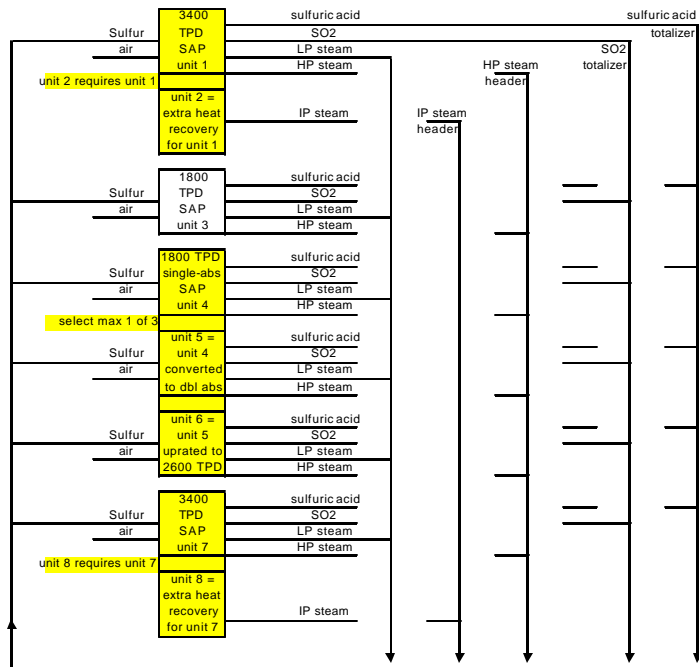 3400
TPD
SAP
unit 1
Sulfur
air
sulfuric acid
SO2
LP steam
HP steam
sulfuric acid
totalizer
SO2
totalizer
HP steam
header
unit 2 requires unit 1
unit 2 =
extra heat
recovery
for unit 1
IP steam
IP steam
header
1800
TPD
SAP
unit 3
Sulfur
air
sulfuric acid
SO2
LP steam
HP steam
1800 TPD
single-abs
SAP
unit 4
Sulfur
air
sulfuric acid
SO2
LP steam
HP steam
select max 1 of 3
unit 5 =
unit 4
converted
to dbl abs
Sulfur
air
sulfuric acid
SO2
LP steam
HP steam
unit 6 =
unit 5
uprated to
2600 TPD
Sulfur
air
sulfuric acid
SO2
LP steam
HP steam
3400
TPD
SAP
unit 7
Sulfur
air
sulfuric acid
SO2
LP steam
HP steam
unit 8 requires unit 7
unit 8 =
extra heat
recovery
for unit 7
IP steam